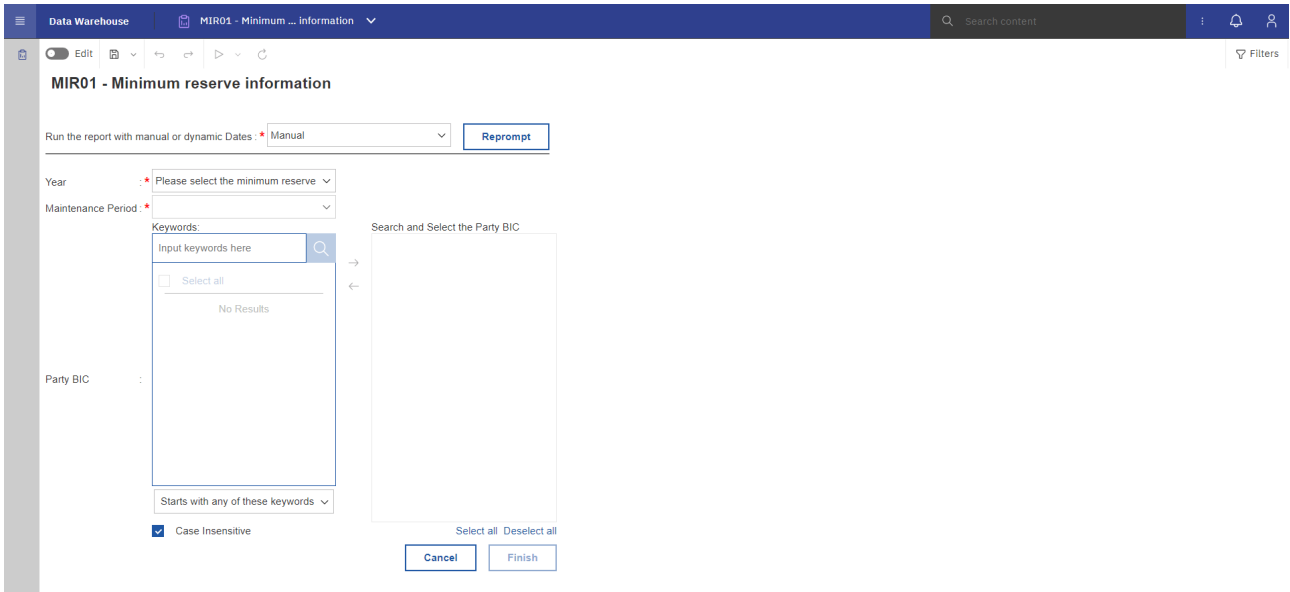 Data Warehouse
MIR01 - Minimum ... information
Search content
Edit
Filters
MIR01 - Minimum reserve information
Run the report with manual or dynamic Dates : * Manual
Reprompt
Year : * Please select the minimum reserve
Maintenance Period : *
Keywords:
Search and Select the Party BIC
Input keywords here
Select all
No Results
Party BIC :
Starts with any of these keywords
Case Insensitive
Select all Deselect all
Cancel
Finish